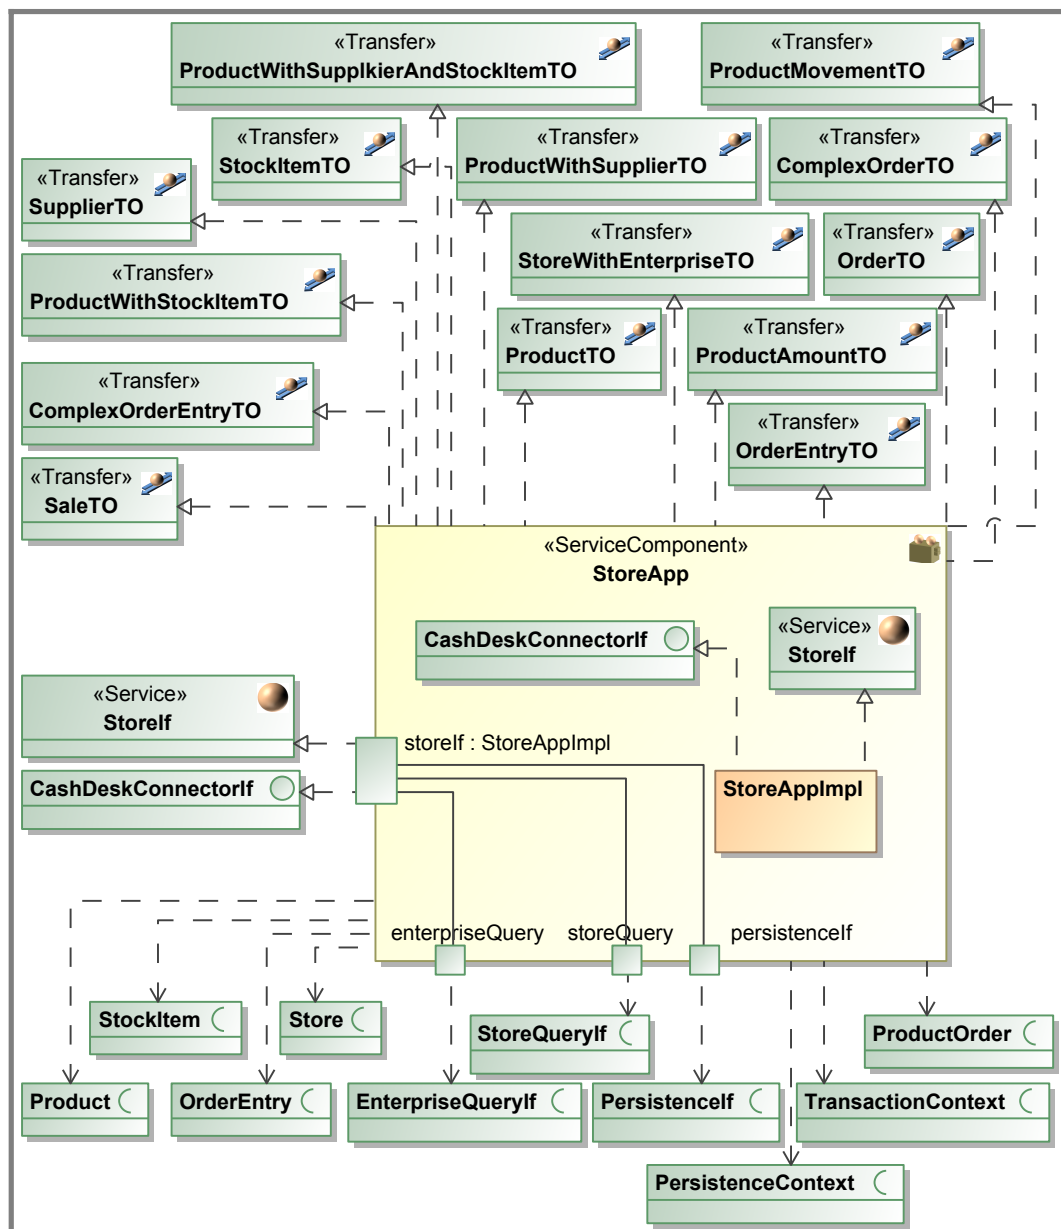 «Transfer»
ProductWithSupplkierAndStockItemTO
«Transfer»
ProductMovementTO
«Transfer»
StockItemTO
«Transfer»
ProductWithSupplierTO
«Transfer»
ComplexOrderTO
«Transfer»
SupplierTO
«Transfer»
StoreWithEnterpriseTO
«Transfer»
OrderTO
«Transfer»
ProductWithStockItemTO
«Transfer»
ProductTO
«Transfer»
ProductAmountTO
«Transfer»
ComplexOrderEntryTO
«Transfer»
OrderEntryTO
«Transfer»
SaleTO
«ServiceComponent»
StoreApp
CashDeskConnectorIf
«Service»
StoreIf
«Service»
StoreIf
storeIf : StoreAppImpl
CashDeskConnectorIf
StoreAppImpl
enterpriseQuery
storeQuery
persistenceIf
StockItem
Store
StoreQueryIf
ProductOrder
Product
OrderEntry
EnterpriseQueryIf
PersistenceIf
TransactionContext
PersistenceContext